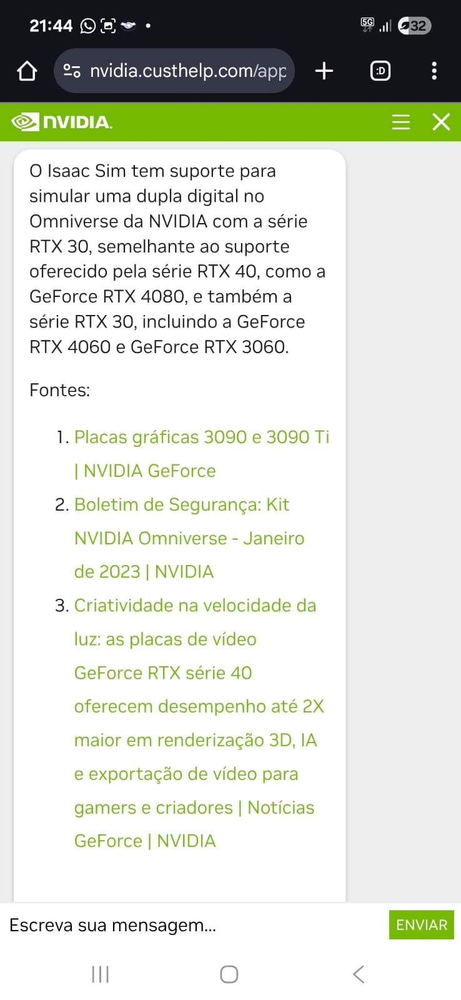 21:44
5G
32
nvidia.custhelp.com/app
:D
NVIDIA.
O Isaac Sim tem suporte para
simular uma dupla digital no
Omniverse da NVIDIA com a série
RTX 30, semelhante ao suporte
oferecido pela série RTX 40, como a
GeForce RTX 4080, e também a
série RTX 30, incluindo a GeForce
RTX 4060 e GeForce RTX 3060.
Fontes:
1. Placas gráficas 3090 e 3090 Ti
| NVIDIA GeForce
2. Boletim de Segurança: Kit
NVIDIA Omniverse - Janeiro
de 2023 | NVIDIA
3. Criatividade na velocidade da
luz: as placas de vídeo
GeForce RTX série 40
oferecem desempenho até 2X
maior em renderização 3D, IA
e exportação de vídeo para
gamers e criadores | Notícias
GeForce | NVIDIA
Escreva sua mensagem...
ENVIAR